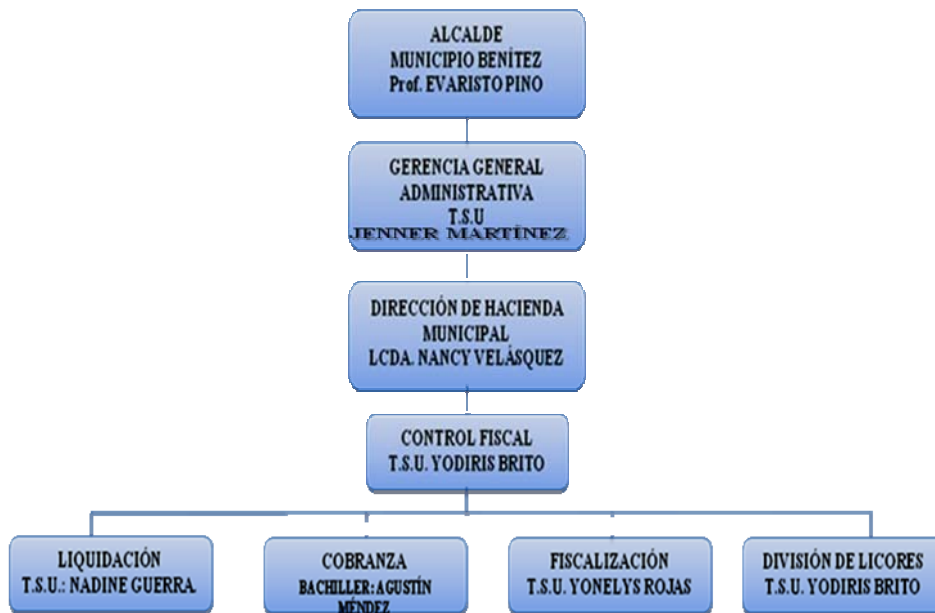 ALCALDE
MUNICIPIO BENÍTEZ
Prof. EVARISTO PINO
GERENCIA GENERAL
ADMINISTRATIVA
T.S.U
JENNER MARTÍNEZ
DIRECCIÓN DE HACIENDA
MUNICIPAL
LCDA. NANCY VELÁSQUEZ
CONTROL FISCAL
T.S.U. YODIRIS BRITO
LIQUIDACIÓN
T.S.U.: NADINE GUERRA.
COBRANZA
BACHILLER: AGUSTÍN
MÉNDEZ
FISCALIZACIÓN
T.S.U. YONELYS ROJAS
DIVISIÓN DE LICORES
T.S.U. YODIRIS BRITO